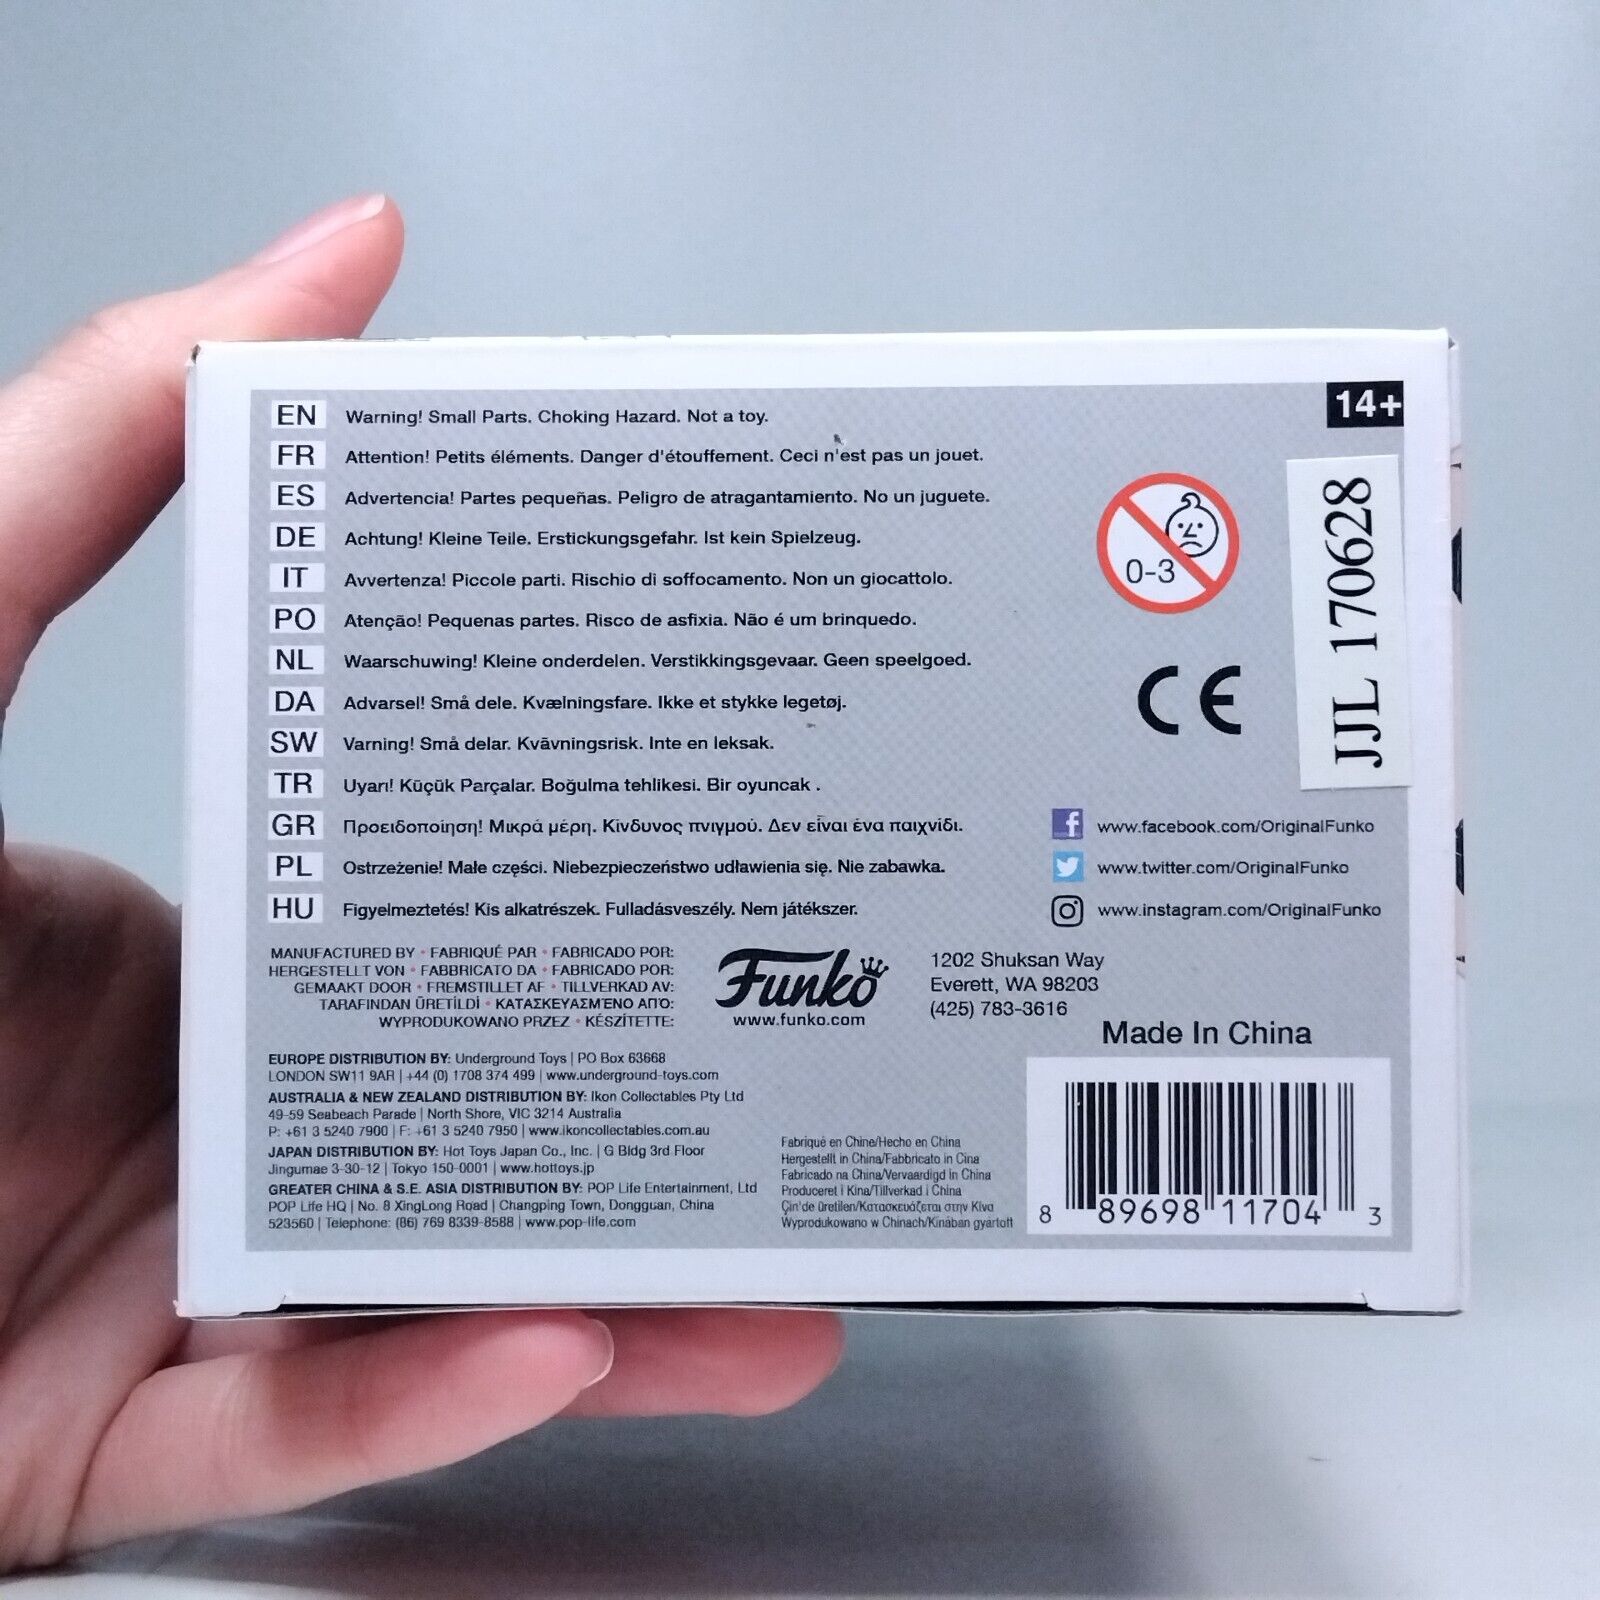 14+
EN Warning! Small Parts. Choking Hazard. Not a toy.
FR Attention! Petits éléments. Danger d'étouffement. Ceci n'est pas un jouet.
ES Advertencia! Partes pequeñas. Peligro de atragantamiento. No un juguete.
DE Achtung! Kleine Teile. Erstickungsgefahr. Ist kein Spielzeug.
IT Avvertenza! Piccole parti. Rischio di soffocamento. Non un giocattolo.
PO Atenção! Pequenas partes. Risco de asfixia. Não é um brinquedo.
NL Waarschuwing! Kleine onderdelen. Verstikkingsgevaar. Geen speelgoed.
DA Advarsel! Små dele. Kvælningsfare. Ikke et stykke legetøj.
SW Varning! Små delar. Kvävningsrisk. Inte en leksak.
TR Uyarı! Küçük Parçalar. Boğulma tehlikesi. Bir oyuncak .
GR Προειδοποίηση! Μικρά μέρη. Κίνδυνος πνιγμού. Δεν είναι ένα παιχνίδι.
PL Ostrzeżenie! Małe części. Niebezpieczeństwo udławienia się. Nie zabawka.
HU Figyelmeztetés! Kis alkatrészek. Fulladásveszély. Nem játékszer.
0-3
CE
JJL 170628
www.facebook.com/OriginalFunko
www.twitter.com/OriginalFunko
www.instagram.com/OriginalFunko
MANUFACTURED BY • FABRIQUÉ PAR • FABRICADO POR:
HERGESTELLT VON • FABBRICATO DA • FABRICADO POR:
GEMAAKT DOOR • FREMSTILLET AF • TILLVERKAD AV:
TARAFINDAN ÜRETİLDİ • ΚΑΤΑΣΚΕΥΑΣΜΈΝΟ ΑΠΌ:
WYPRODUKOWANO PRZEZ • KÉSZÍTETTE:
Funko
www.funko.com
1202 Shuksan Way
Everett, WA 98203
(425) 783-3616
Made In China
EUROPE DISTRIBUTION BY: Underground Toys | PO Box 63668
LONDON SW11 9AR | +44 (0) 1708 374 499 | www.underground-toys.com
AUSTRALIA & NEW ZEALAND DISTRIBUTION BY: Ikon Collectables Pty Ltd
49-59 Seabeach Parade | North Shore, VIC 3214 Australia
P: +61 3 5240 7900 | F: +61 3 5240 7950 | www.ikoncollectables.com.au
JAPAN DISTRIBUTION BY: Hot Toys Japan Co., Inc. | G Bldg 3rd Floor
Jingumae 3-30-12 | Tokyo 150-0001 | www.hottoys.jp
GREATER CHINA & S.E. ASIA DISTRIBUTION BY: POP Life Entertainment, Ltd
POP Life HQ | No. 8 XingLong Road | Changping Town, Dongguan, China
523560 | Telephone: (86) 769 8339-8588 | www.pop-life.com
Fabriqué en Chine/Hecho en China
Hergestellt in China/Fabbricato in Cina
Fabricado na China/Vervaardigd in China
Produceret i Kina/Tillverkad i China
Çin'de üretilen/Κατασκευάζεται στην Κίνα
Wyprodukowano w Chinach/Kinában gyártott
8 89698 11704 3